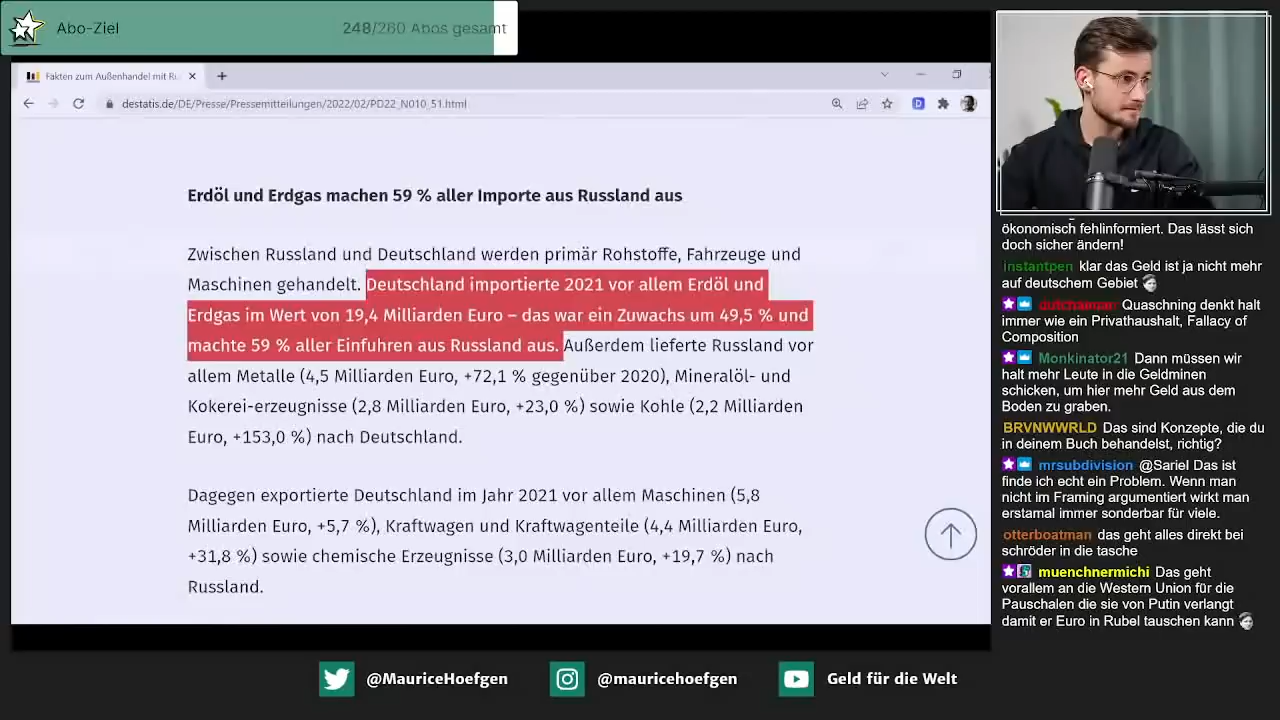 Abo-Ziel
248/260 Abos gesamt
Fakten zum Außenhandel mit Ru
destatis.de/DE/Presse/Pressemitteilungen/2022/02/PD22_N010_51.html
Erdöl und Erdgas machen 59 % aller Importe aus Russland aus
Zwischen Russland und Deutschland werden primär Rohstoffe, Fahrzeuge und
Maschinen gehandelt. Deutschland importierte 2021 vor allem Erdöl und
Erdgas im Wert von 19,4 Milliarden Euro – das war ein Zuwachs um 49,5 % und
machte 59 % aller Einfuhren aus Russland aus. Außerdem lieferte Russland vor
allem Metalle (4,5 Milliarden Euro, +72,1 % gegenüber 2020), Mineralöl- und
Kokerei-erzeugnisse (2,8 Milliarden Euro, +23,0 %) sowie Kohle (2,2 Milliarden
Euro, +153,0 %) nach Deutschland.
Dagegen exportierte Deutschland im Jahr 2021 vor allem Maschinen (5,8
Milliarden Euro, +5,7 %), Kraftwagen und Kraftwagenteile (4,4 Milliarden Euro,
+31,8 %) sowie chemische Erzeugnisse (3,0 Milliarden Euro, +19,7 %) nach
Russland.
ökonomisch fehlinformiert. Das lässt sich
doch sicher ändern!
instantpen klar das Geld ist ja nicht mehr
auf deutschem Gebiet
dutchaiman Quaschning denkt halt
immer wie ein Privathaushalt, Fallacy of
Composition
Monkinator21 Dann müssen wir
halt mehr Leute in die Geldminen
schicken, um hier mehr Geld aus dem
Boden zu graben.
BRVNWWRLD Das sind Konzepte, die du
in deinem Buch behandelst, richtig?
mrsubdivision @Sariel Das ist
finde ich echt ein Problem. Wenn man
nicht im Framing argumentiert wirkt man
erstamal immer sonderbar für viele.
otterboatman das geht alles direkt bei
schröder in die tasche
muenchnermichi Das geht
vorallem an die Western Union für die
Pauschalen die sie von Putin verlangt
damit er Euro in Rubel tauschen kann
@MauriceHoefgen
@mauricehoefgen
Geld für die Welt